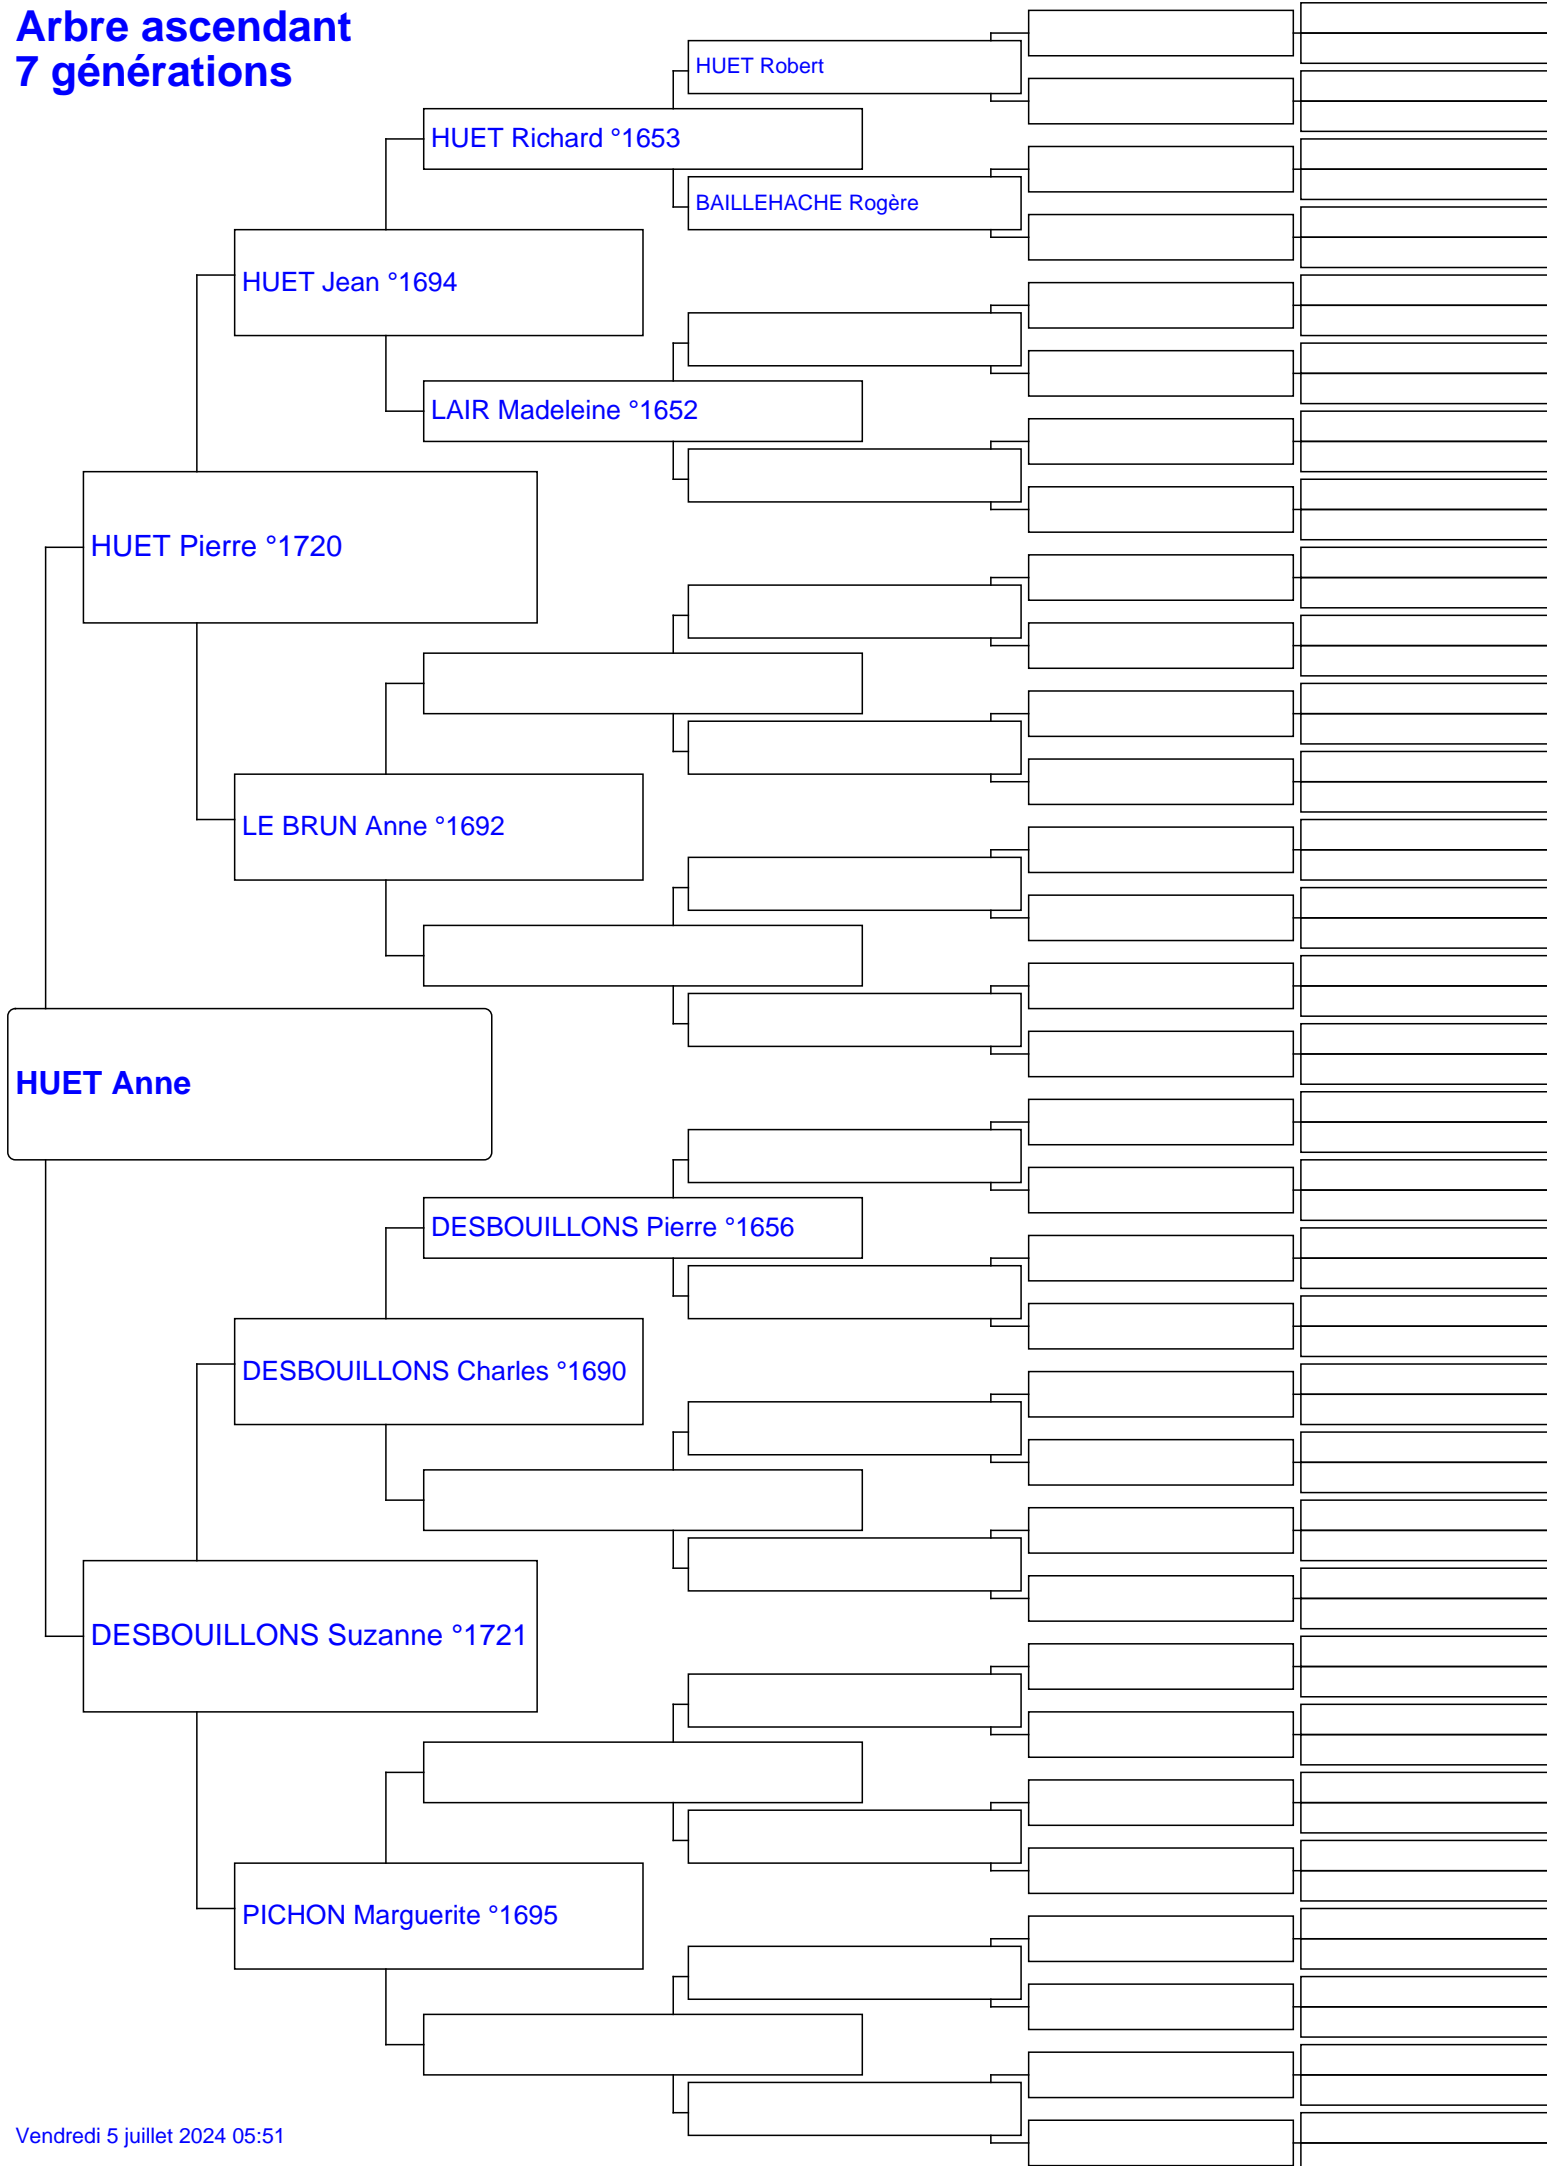 Arbre ascendant
7 générations
HUET Robert
HUET Richard °1653
BAILLEHACHE Rogère
HUET Jean °1694
LAIR Madeleine °1652
HUET Pierre °1720
LE BRUN Anne °1692
HUET Anne
DESBOUILLONS Pierre °1656
DESBOUILLONS Charles °1690
DESBOUILLONS Suzanne °1721
PICHON Marguerite °1695
Vendredi 5 juillet 2024 05:51